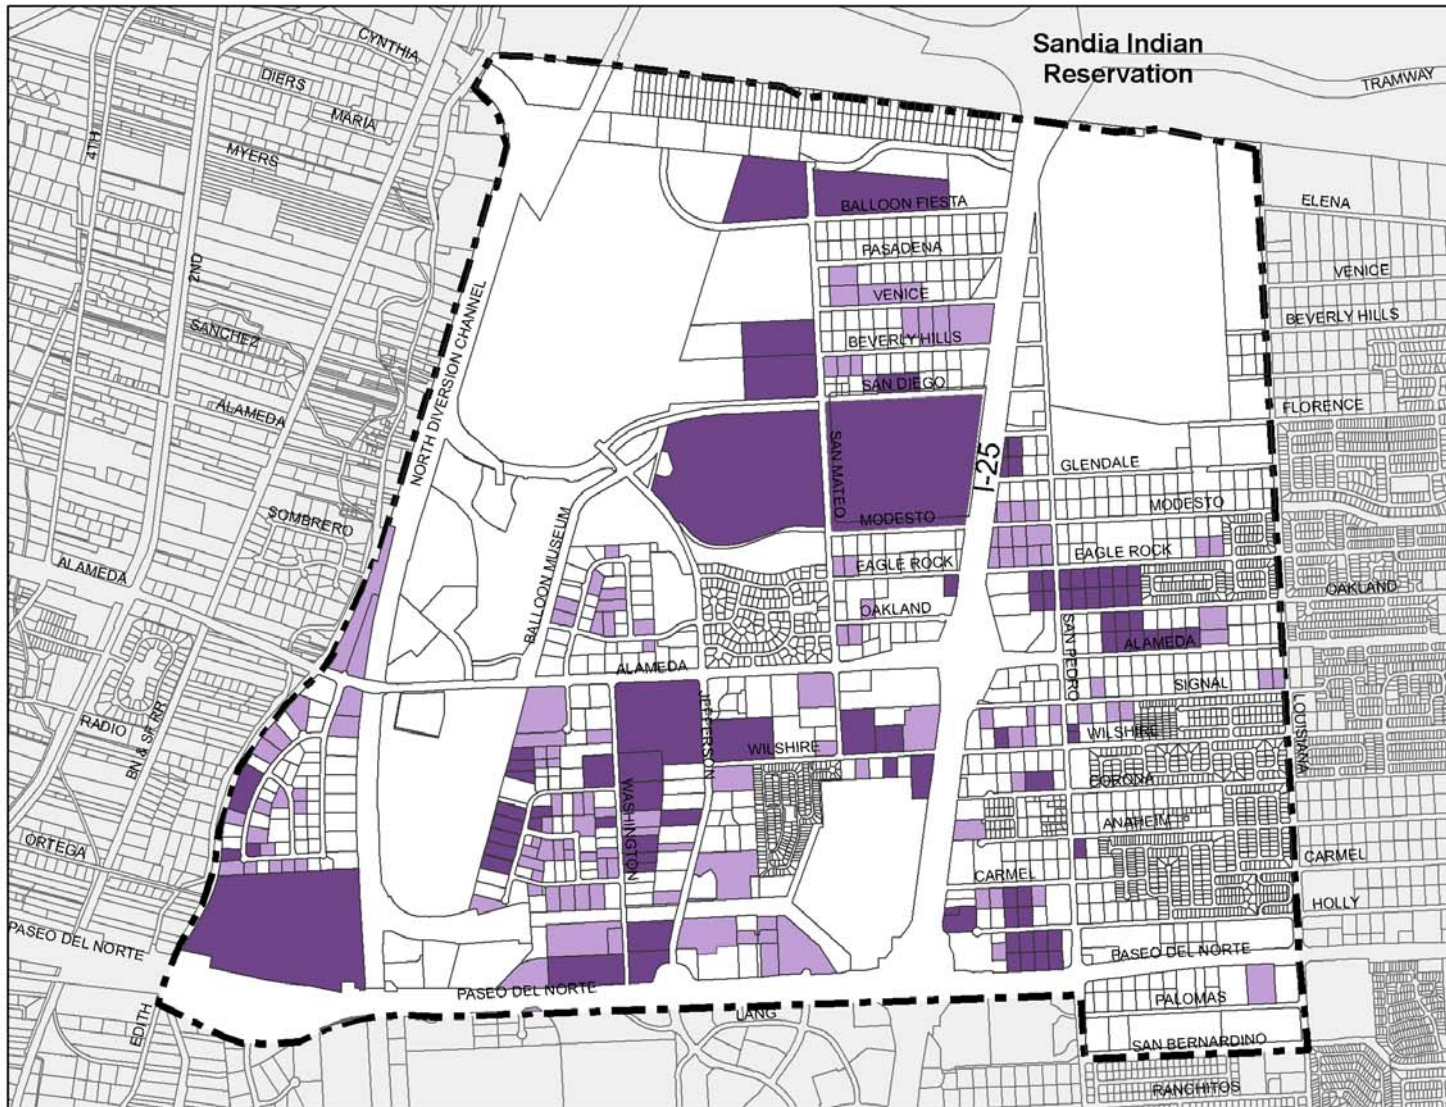 Sandia Indian
Reservation
TRAMWAY
CYNTHIA
DIERS
MARIA
4TH
MYERS
2ND
SANCHEZ
ALAMEDA
NORTH DIVERSION CHANNEL
BALLOON FIESTA
PASADENA
VENICE
BEVERLY HILLS
SAN DIEGO
ELENA
VENICE
BEVERLY HILLS
FLORENCE
SAN MATEO
I-25
GLENDALE
MODESTO
MODESTO
SOMBRERO
ALAMEDA
BALLOON MUSEUM
EAGLE ROCK
EAGLE ROCK
OAKLAND
OAKLAND
ALAMEDA
SAN PEDRO
ALAMEDA
SIGNAL
RADIO
BN & SF RR
JEFFERSON
WILSHIRE
WILSHIRE
LOUISIANA
CORONA
WASHINGTON
ANAHEIM
ORTEGA
CARMEL
CARMEL
HOLLY
PASEO DEL NORTE
PASEO DEL NORTE
PASEO DEL NORTE
EDITH
LANG
PALOMAS
SAN BERNARDINO
RANCHITOS